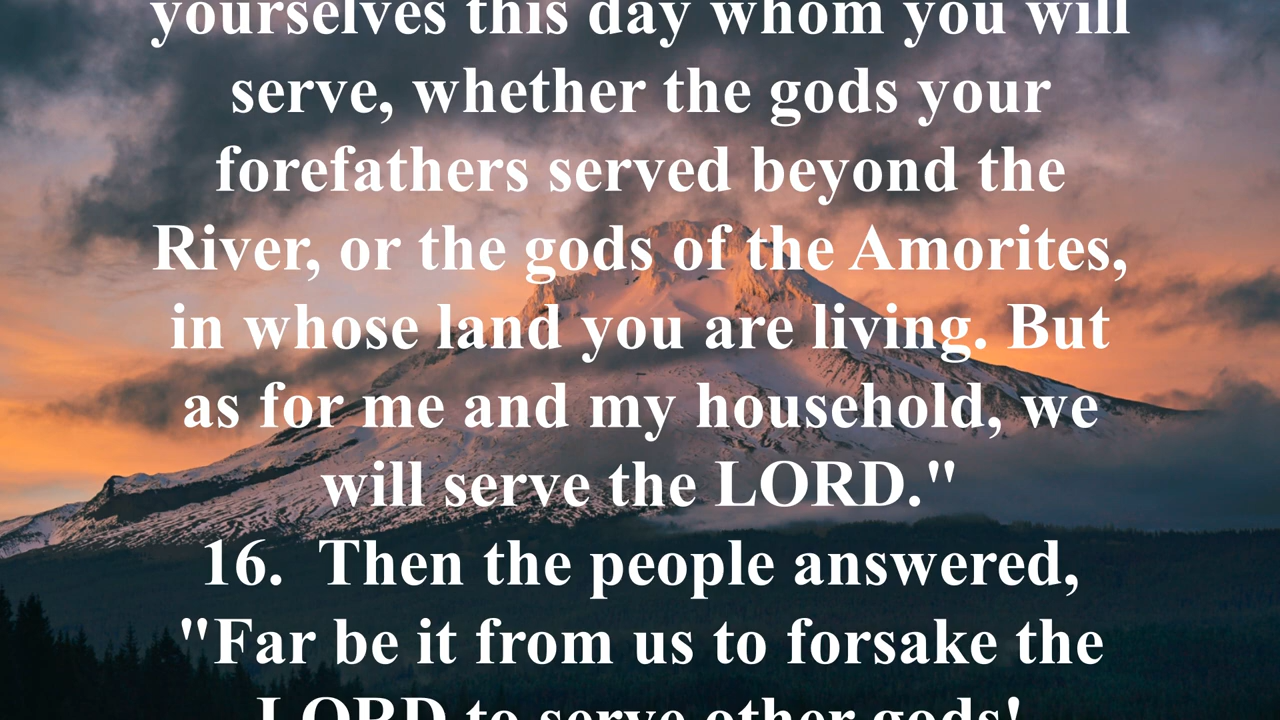 yourselves this day whom you will
serve, whether the gods your
forefathers served beyond the
River, or the gods of the Amorites,
in whose land you are living. But
as for me and my household, we
will serve the LORD."
16.  Then the people answered,
"Far be it from us to forsake the
LORD to serve other gods!